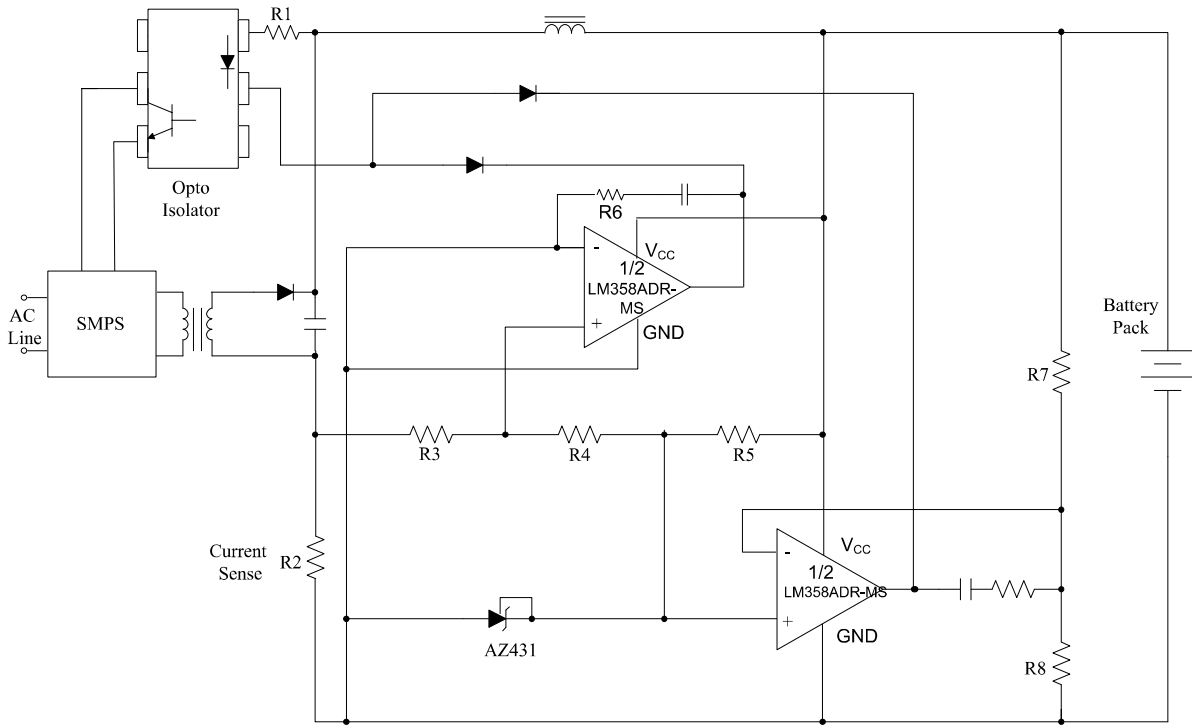 R1
Opto
Isolator
R6
VCC
-
1/2
LM358ADR-
MS
+
GND
AC
Line
SMPS
Battery
Pack
R7
R3
R4
R5
Current
Sense
R2
-
VCC
1/2
LM358ADR-MS
+
GND
AZ431
R8